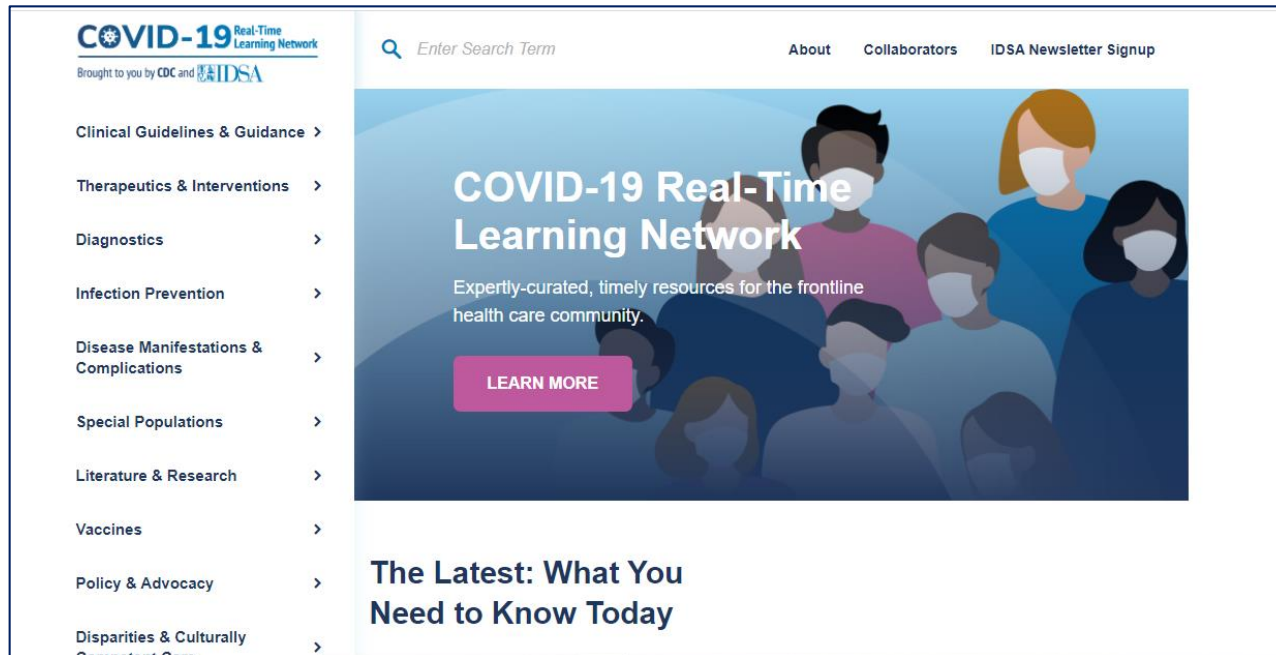 COVID-19 Real-Time
Learning Network
Brought to you by CDC and IDSA
Enter Search Term
About
Collaborators
IDSA Newsletter Signup
Clinical Guidelines & Guidance
Therapeutics & Interventions
Diagnostics
Infection Prevention
Disease Manifestations &
Complications
Special Populations
Literature & Research
Vaccines
Policy & Advocacy
Disparities & Culturally
COVID-19 Real-Time
Learning Network
Expertly-curated, timely resources for the frontline
health care community.
LEARN MORE
The Latest: What You
Need to Know Today